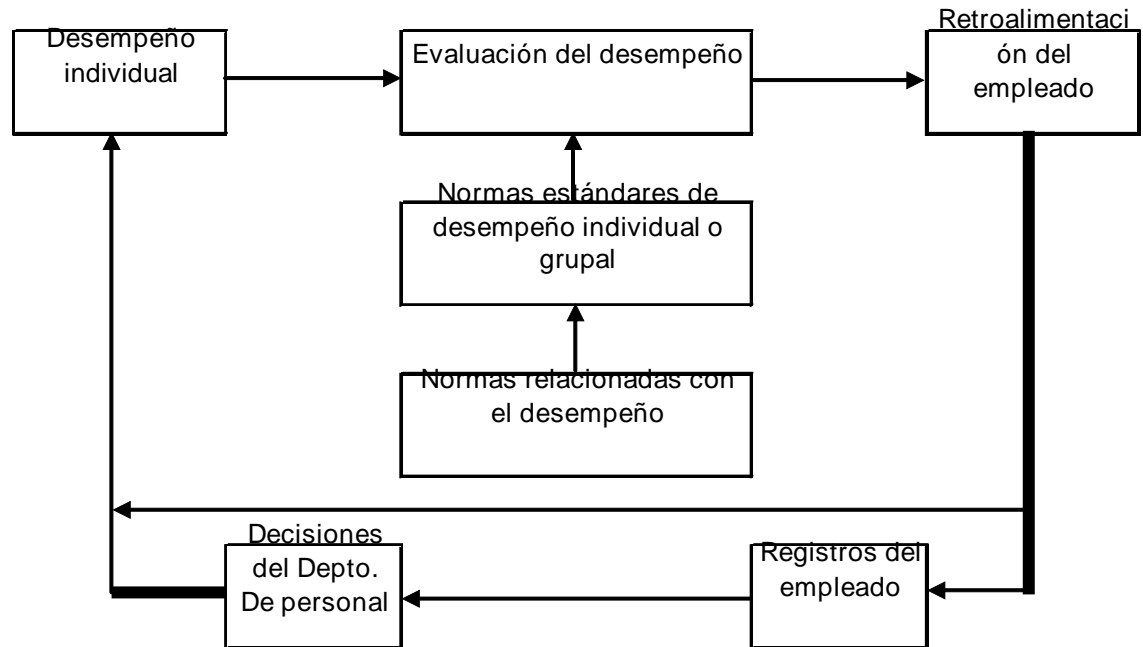 Desempeño
individual
Evaluación del desempeño
Retroalimentaci
ón del
empleado
Normas estándares de
desempeño individual o
grupal
Normas relacionadas con
el desempeño
Decisiones
del Depto.
De personal
Registros del
empleado